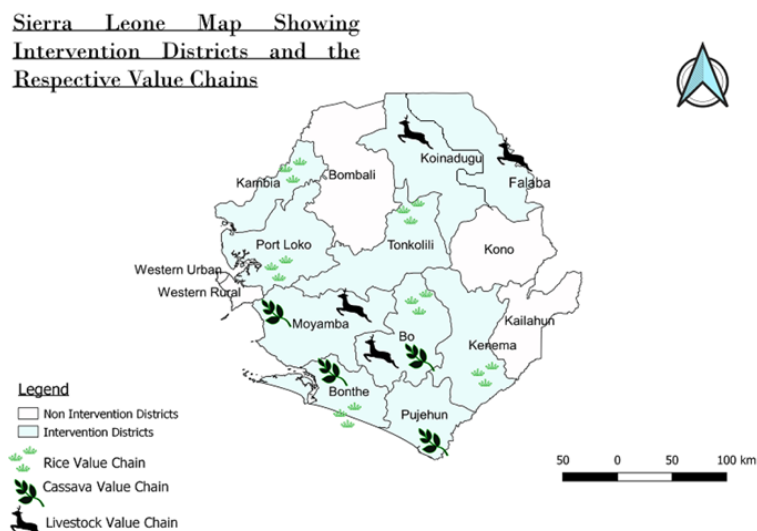 Sierra Leone Map Showing
Intervention Districts and the
Respective Value Chains
Koinadugu
Bombali
Kambia
Falaba
Port Loko
Tonkolili
Kono
Western Urban
Western Rural
Moyamba
Kailahun
Bo
Kenema
Bonthe
Pujehun
Legend
Non Intervention Districts
Intervention Districts
Rice Value Chain
Cassava Value Chain
Livestock Value Chain
50 0 50 100 km